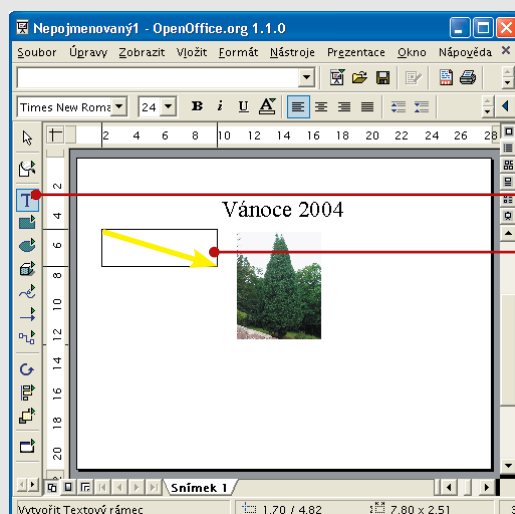 Nepojmenovaný1 - OpenOffice.org 1.1.0
Soubor Úpravy Zobrazit Vložit Formát Nástroje Prezentace Okno Nápověda
Times New Roma 24 B i U A
2 4 6 8 10 12 14 16 18 20 22 24 26 28
T
2
4
6
8
10
12
14
16
18
20
Vánoce 2004
Snímek 1
Vytvořit Textový rámec 1.70 / 4.82 7.80 x 2.51